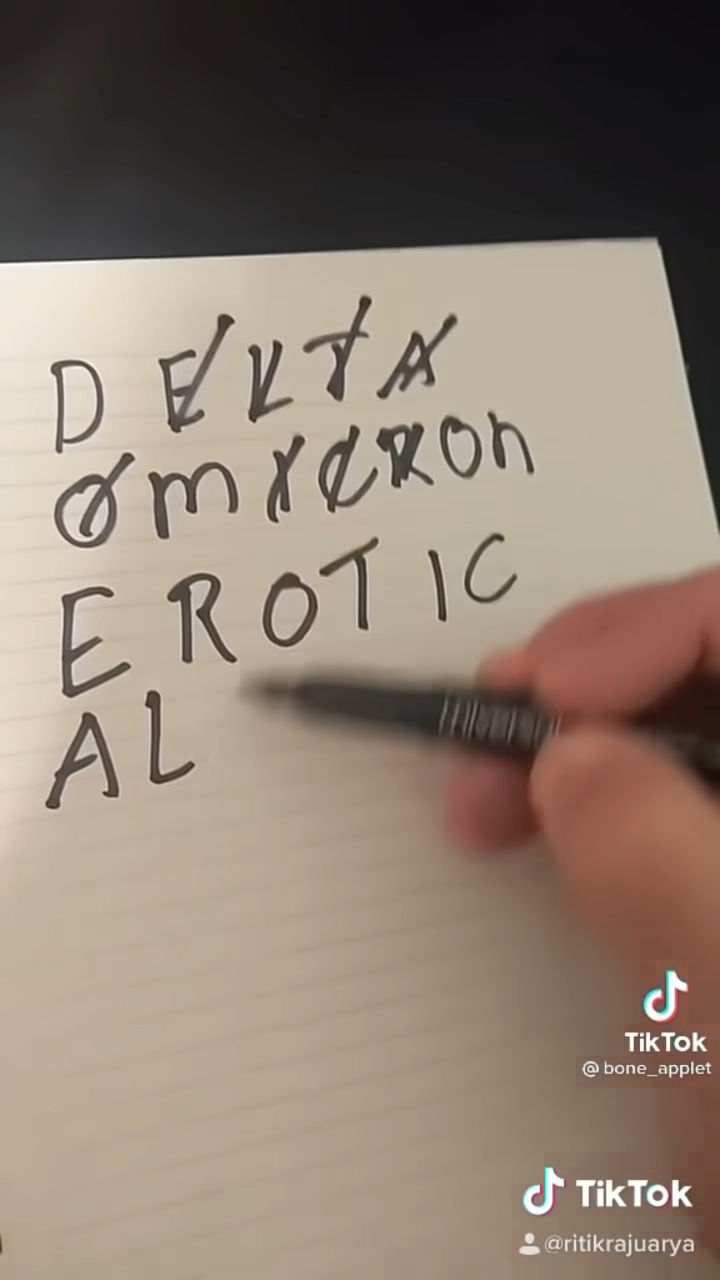 DELTA
OMICRON
EROTIC
AL
TikTok
@bone_applet
TikTok
@ritikrajuarya